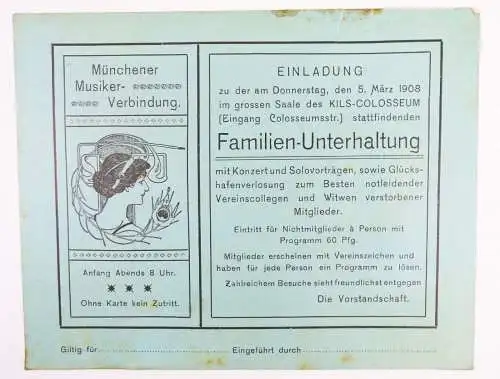 Münchener
Musiker-
Verbindung.
Anfang Abends 8 Uhr.
Ohne Karte kein Zutritt.
EINLADUNG
zu der am Donnerstag, den 5. März 1908
im grossen Saale des KILS-COLOSSEUM
(Eingang Colosseumsstr.) stattfindenden
Familien-Unterhaltung
mit Konzert und Solovorträgen, sowie Glücks-
hafenverlosung zum Besten notleidender
Vereinscollegen und Witwen verstorbener
Mitglieder.
Eintritt für Nichtmitglieder à Person mit
Programm 60 Pfg.
Mitglieder erscheinen mit Vereinszeichen und
haben für jede Person ein Programm zu lösen.
Zahlreichem Besuche sieht freundlichst entgegen
Die Vorstandschaft.
Giltig für ........................ Eingeführt durch ........................